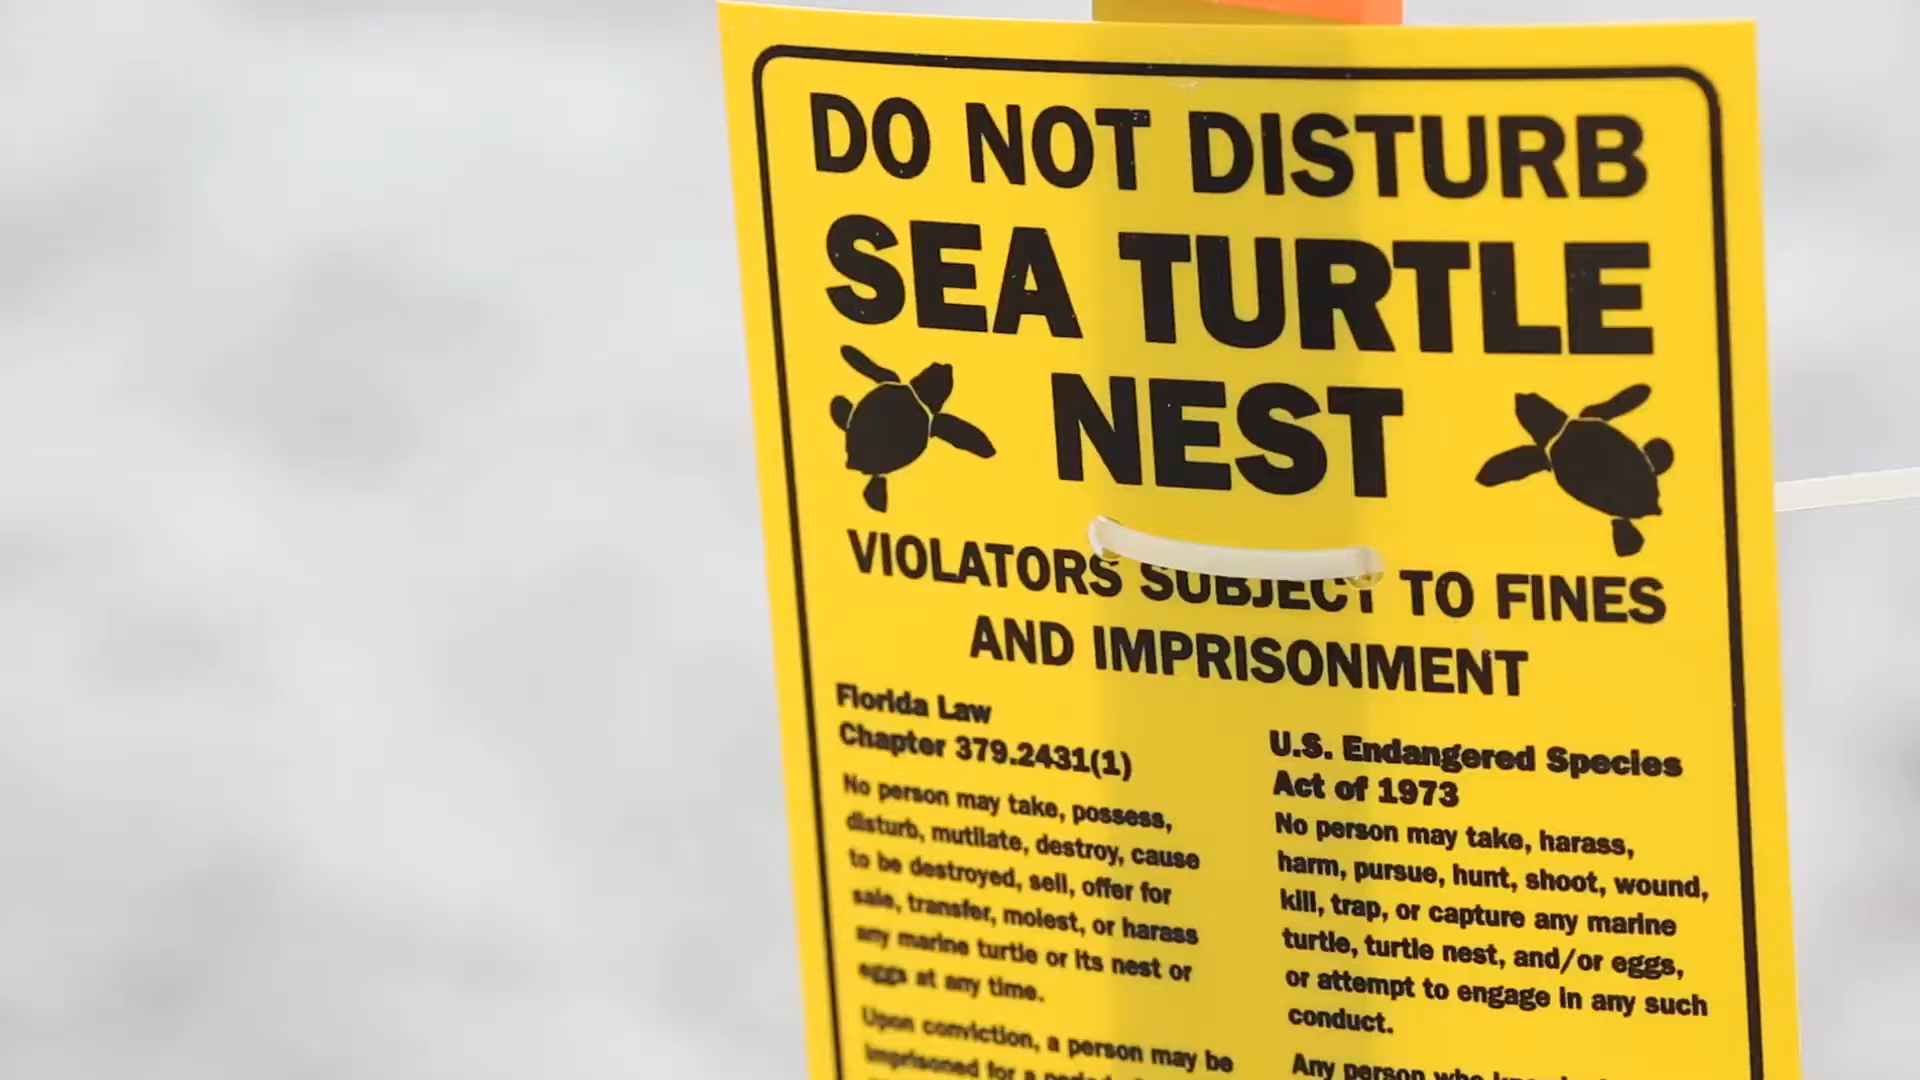 DO NOT DISTURB
SEA TURTLE
NEST
VIOLATORS SUBJECT TO FINES
AND IMPRISONMENT
Florida Law
Chapter 379.2431(1)
No person may take, possess,
disturb, mutilate, destroy, cause
to be destroyed, sell, offer for
sale, transfer, molest, or harass
any marine turtle or its nest or
eggs at any time.
Upon conviction, a person may be
imprisoned for a
U.S. Endangered Species
Act of 1973
No person may take, harass,
harm, pursue, hunt, shoot, wound,
kill, trap, or capture any marine
turtle, turtle nest, and/or eggs,
or attempt to engage in any such
conduct.
Any person who